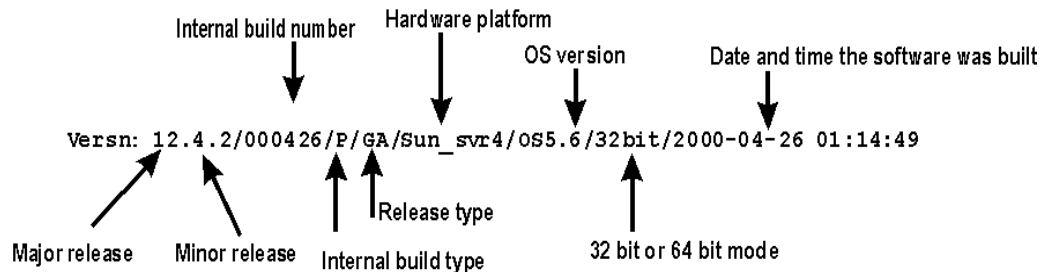 Hardware platform
Internal build number
OS version
Date and time the software was built
Versn: 12.4.2/000426/P/GA/Sun_svr4/OS5.6/32bit/2000-04-26 01:14:49
Release type
Major release
Minor release
Internal build type
32 bit or 64 bit mode